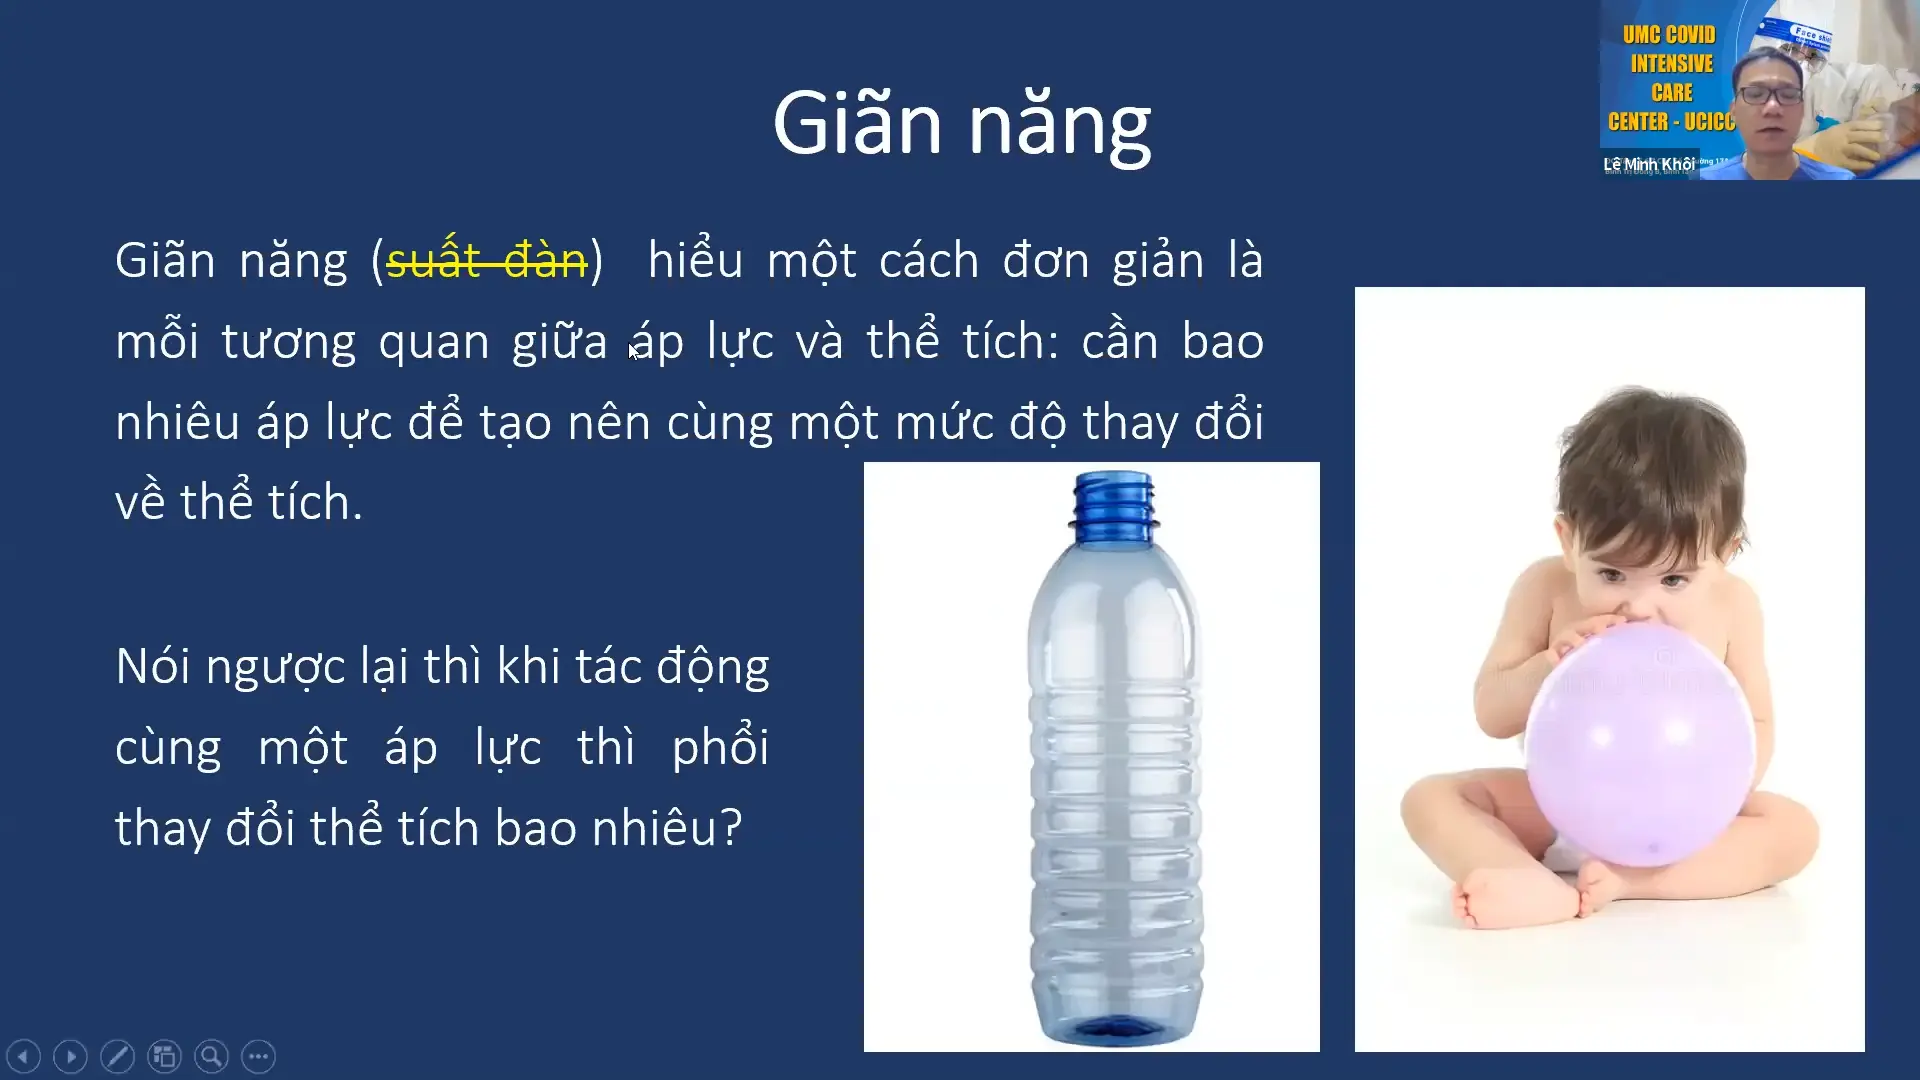 Giãn năng
Giãn năng (suất đàn) hiểu một cách đơn giản là
mỗi tương quan giữa áp lực và thể tích: cần bao
nhiêu áp lực để tạo nên cùng một mức độ thay đổi
về thể tích.
Nói ngược lại thì khi tác động
cùng một áp lực thì phổi
thay đổi thể tích bao nhiêu?
UMC COVID
INTENSIVE
CARE
CENTER - UCICC
Face shie
Lê Minh Khôi